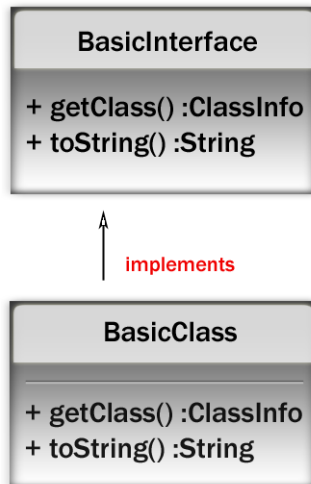 BasicInterface
+ getClass() :ClassInfo
+ toString() :String
implements
BasicClass
+ getClass() :ClassInfo
+ toString() :String